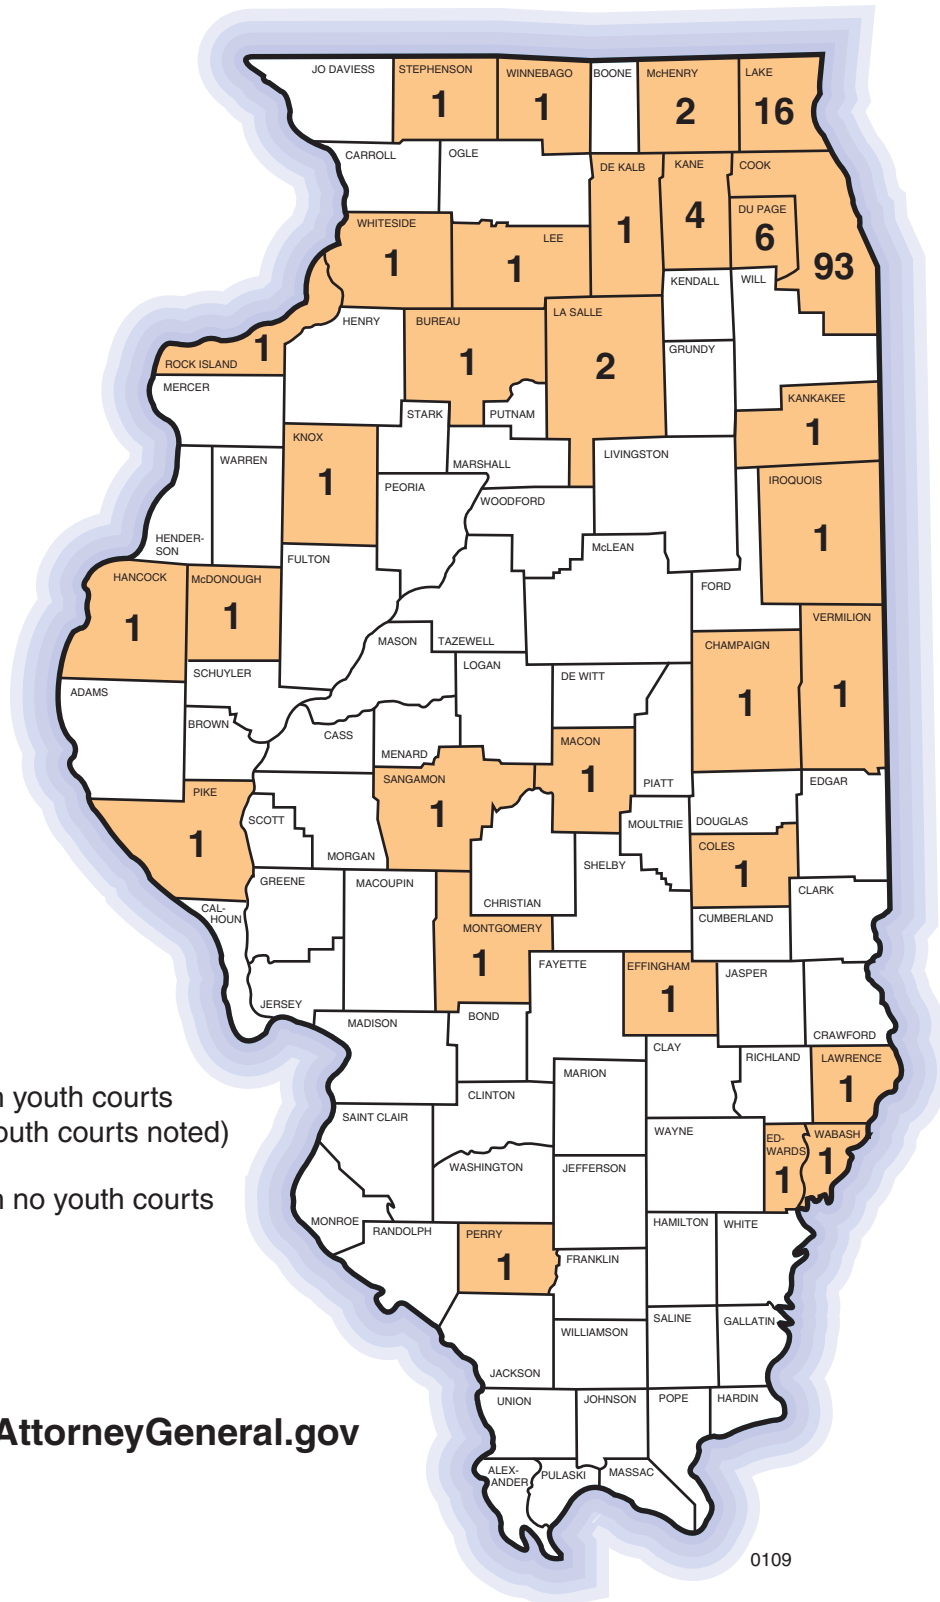 JO DAVIESS
STEPHENSON
1
WINNEBAGO
1
BOONE
McHENRY
2
LAKE
16
CARROLL
OGLE
DE KALB
1
KANE
4
COOK
93
DU PAGE
6
WHITESIDE
1
LEE
1
KENDALL
WILL
ROCK ISLAND
1
HENRY
BUREAU
1
LA SALLE
2
GRUNDY
MERCER
STARK
PUTNAM
KANKAKEE
1
KNOX
1
WARREN
MARSHALL
LIVINGSTON
PEORIA
WOODFORD
IROQUOIS
1
HENDER-
SON
FULTON
McLEAN
FORD
HANCOCK
1
McDONOUGH
1
VERMILION
1
MASON
TAZEWELL
CHAMPAIGN
1
SCHUYLER
LOGAN
DE WITT
ADAMS
BROWN
CASS
MENARD
MACON
1
PIATT
EDGAR
PIKE
1
SANGAMON
1
SCOTT
MORGAN
MOULTRIE
DOUGLAS
COLES
1
SHELBY
GREENE
MACOUPIN
CHRISTIAN
CLARK
CAL-
HOUN
MONTGOMERY
1
CUMBERLAND
FAYETTE
EFFINGHAM
1
JASPER
JERSEY
MADISON
BOND
CRAWFORD
CLAY
RICHLAND
LAWRENCE
1
MARION
CLINTON
n youth courts
SAINT CLAIR
outh courts noted)
WAYNE
ED-
WARDS
1
WABASH
1
WASHINGTON
JEFFERSON
n no youth courts
MONROE
RANDOLPH
PERRY
1
HAMILTON
WHITE
FRANKLIN
SALINE
GALLATIN
WILLIAMSON
JACKSON
UNION
JOHNSON
POPE
HARDIN
AttorneyGeneral.gov
ALEX-
ANDER
PULASKI
MASSAC
0109